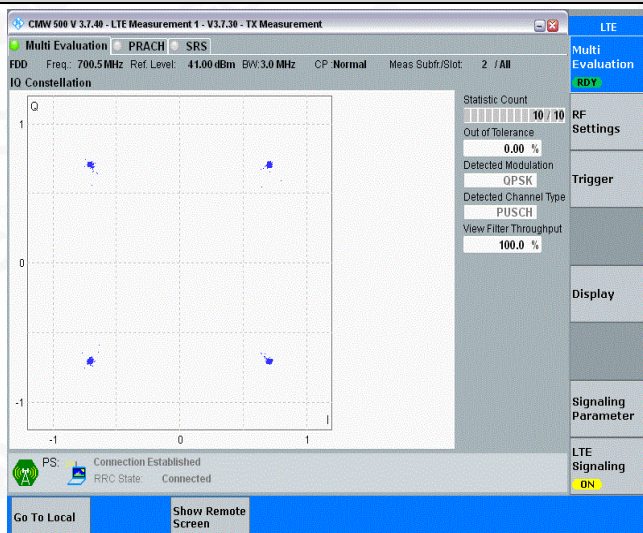 CMW 500 V 3.7.40 - LTE Measurement 1 - V3.7.30 - TX Measurement
LTE
Multi Evaluation PRACH SRS
Multi
Evaluation
RDY
FDD Freq.: 700.5 MHz Ref. Level: 41.00 dBm BW: 3.0 MHz CP :Normal Meas Subfr./Slot: 2 / All
IQ Constellation
Q
1
0
-1
-1 0 1
I
Statistic Count
10 / 10
Out of Tolerance
0.00 %
Detected Modulation
QPSK
Detected Channel Type
PUSCH
View Filter Throughput
100.0 %
RF
Settings
Trigger
Display
Signaling
Parameter
LTE
Signaling
ON
PS: Connection Established
RRC State: Connected
Go To Local
Show Remote
Screen